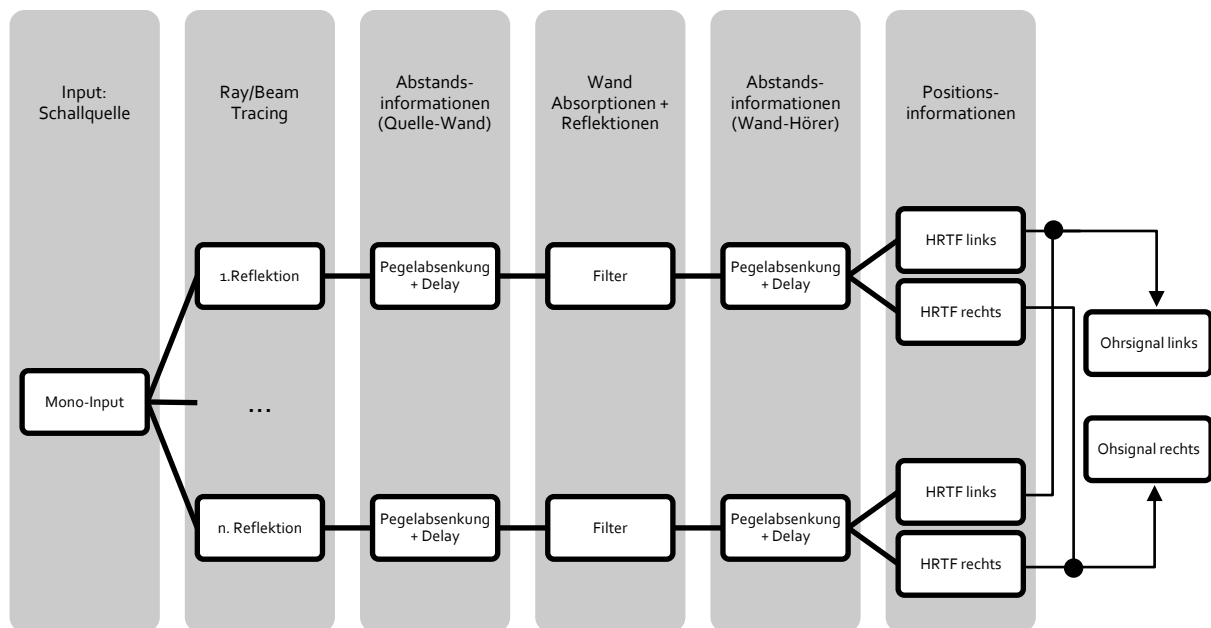 Input:
Schallquelle
Ray/Beam
Tracing
Abstands-
informationen
(Quelle-Wand)
Wand
Absorptionen +
Reflektionen
Abstands-
informationen
(Wand-Hörer)
Positions-
informationen
Mono-Input
1.Reflektion
Pegelabsenkung
+ Delay
Filter
Pegelabsenkung
+ Delay
HRTF links
HRTF rechts
Ohrsignal links
...
Ohsignal rechts
n. Reflektion
Pegelabsenkung
+ Delay
Filter
Pegelabsenkung
+ Delay
HRTF links
HRTF rechts